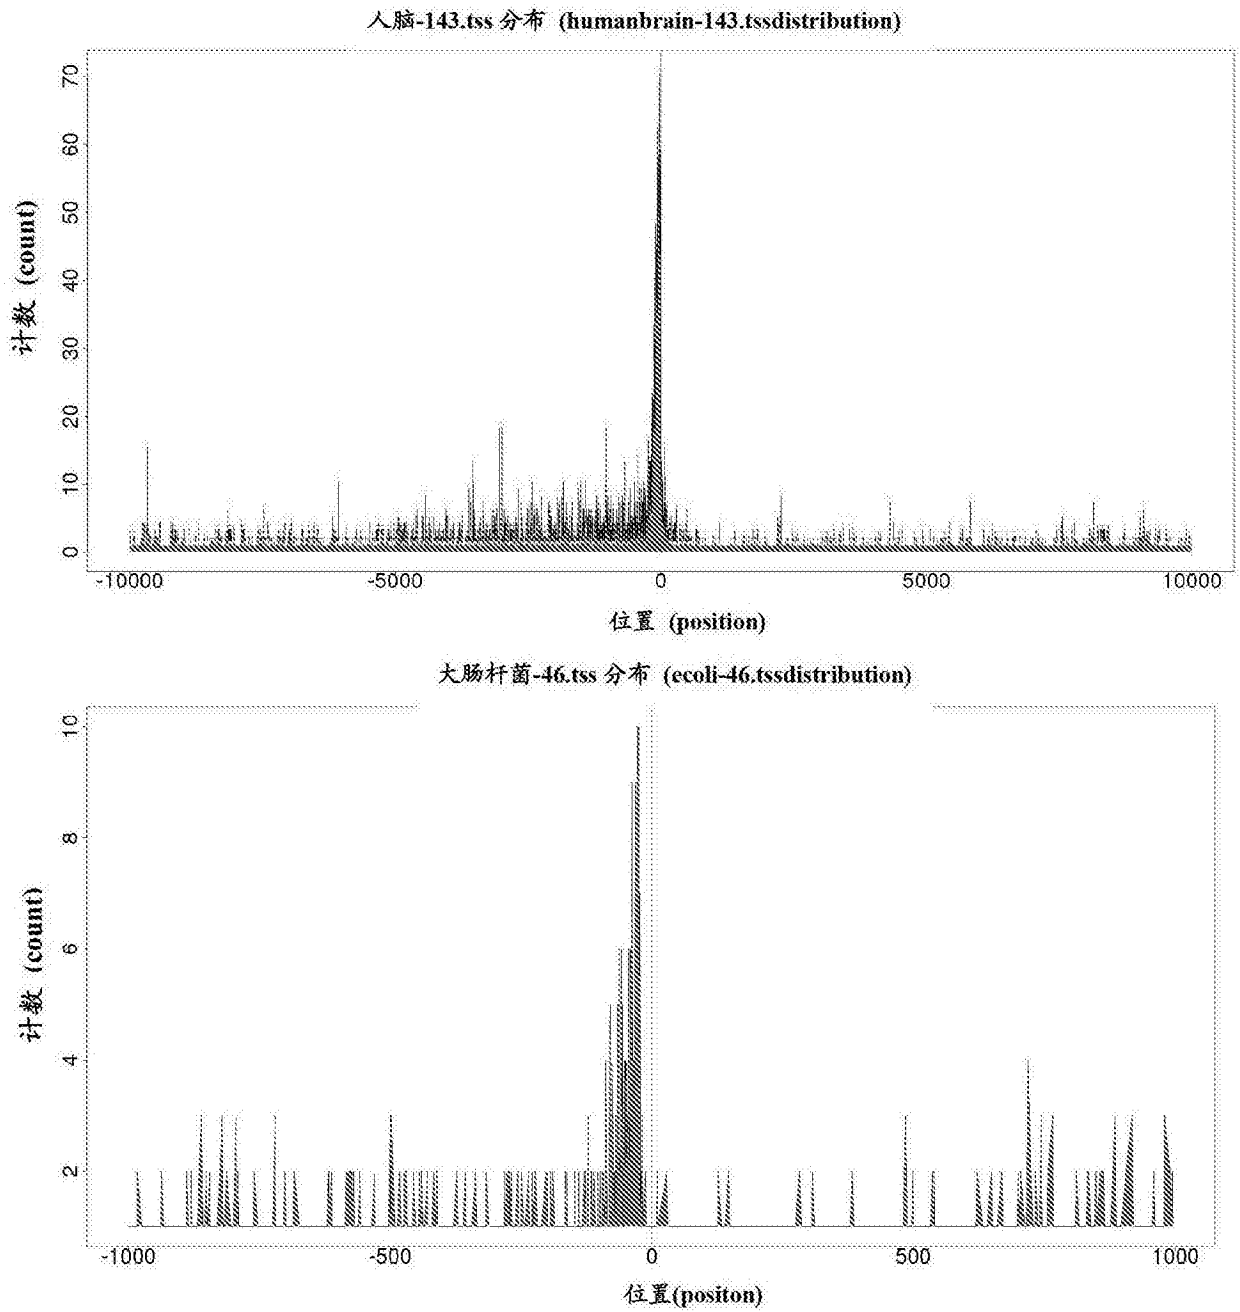 人脑-143.tss 分布 (humanbrain-143.tssdistribution)
70
60
50
40
30
20
10
0
计数 (count)
-10000 -5000 0 5000 10000
位置 (position)
大肠杆菌-46.tss 分布 (ecoli-46.tssdistribution)
10
8
6
4
2
计数 (count)
-1000 -500 0 500 1000
位置(positon)